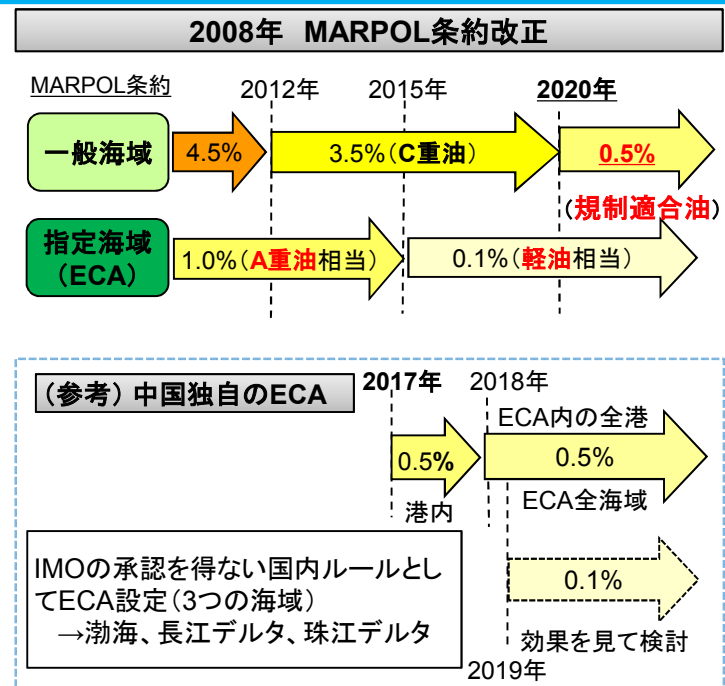 2008年 MARPOL条約改正
MARPOL条約
2012年
2015年
2020年
一般海域
4.5%
3.5%（C重油）
0.5%
（規制適合油）
指定海域
（ECA）
1.0%（A重油相当）
0.1%（軽油相当）
（参考）中国独自のECA
2017年
2018年
ECA内の全港
0.5%
0.5%
港内
ECA全海域
IMOの承認を得ない国内ルールとし
てECA設定（3つの海域）
→渤海、長江デルタ、珠江デルタ
0.1%
効果を見て検討
2019年